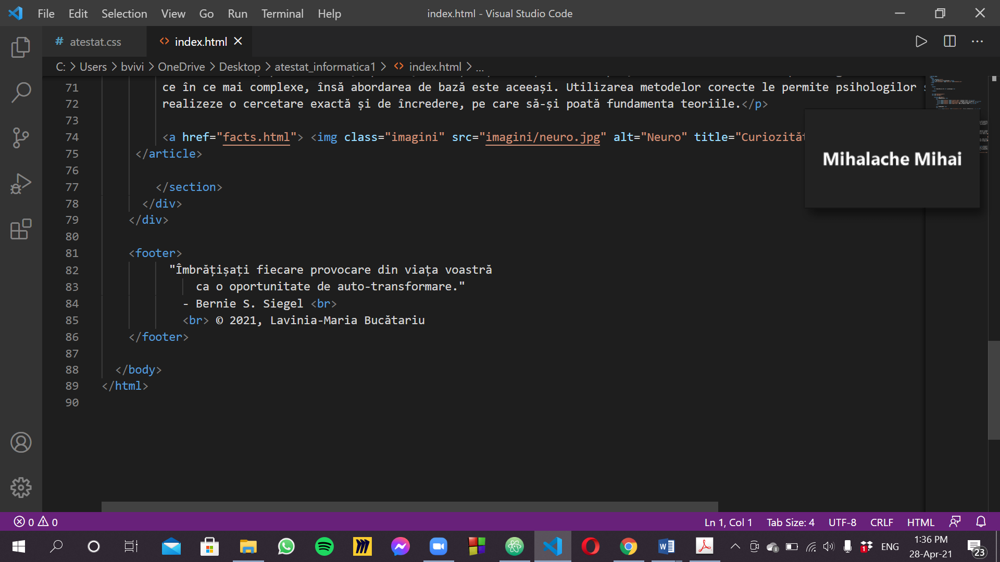 File Edit Selection View Go Run Terminal Help index.html - Visual Studio Code
# atestat.css <> index.html
C: > Users > bvivi > OneDrive > Desktop > atestat_informatica1 > <> index.html > ...
71 ce în ce mai complexe, însă abordarea de bază este aceeași. Utilizarea metodelor corecte le permite psihologilor
72 realizeze o cercetare exactă și de încredere, pe care să-și poată fundamenta teoriile.</p>
73
74 <a href="facts.html"> <img class="imagini" src="imagini/neuro.jpg" alt="Neuro" title="Curiozităt
75 </article>
Mihalache Mihai
76
77 </section>
78 </div>
79 </div>
80
81 <footer>
82 "Îmbrățișați fiecare provocare din viața voastră
83 ca o oportunitate de auto-transformare."
84 - Bernie S. Siegel <br>
85 <br> © 2021, Lavinia-Maria Bucătariu
86 </footer>
87
88 </body>
89 </html>
90
0 0 Ln 1, Col 1 Tab Size: 4 UTF-8 CRLF HTML
ENG 1:36 PM
28-Apr-21 23